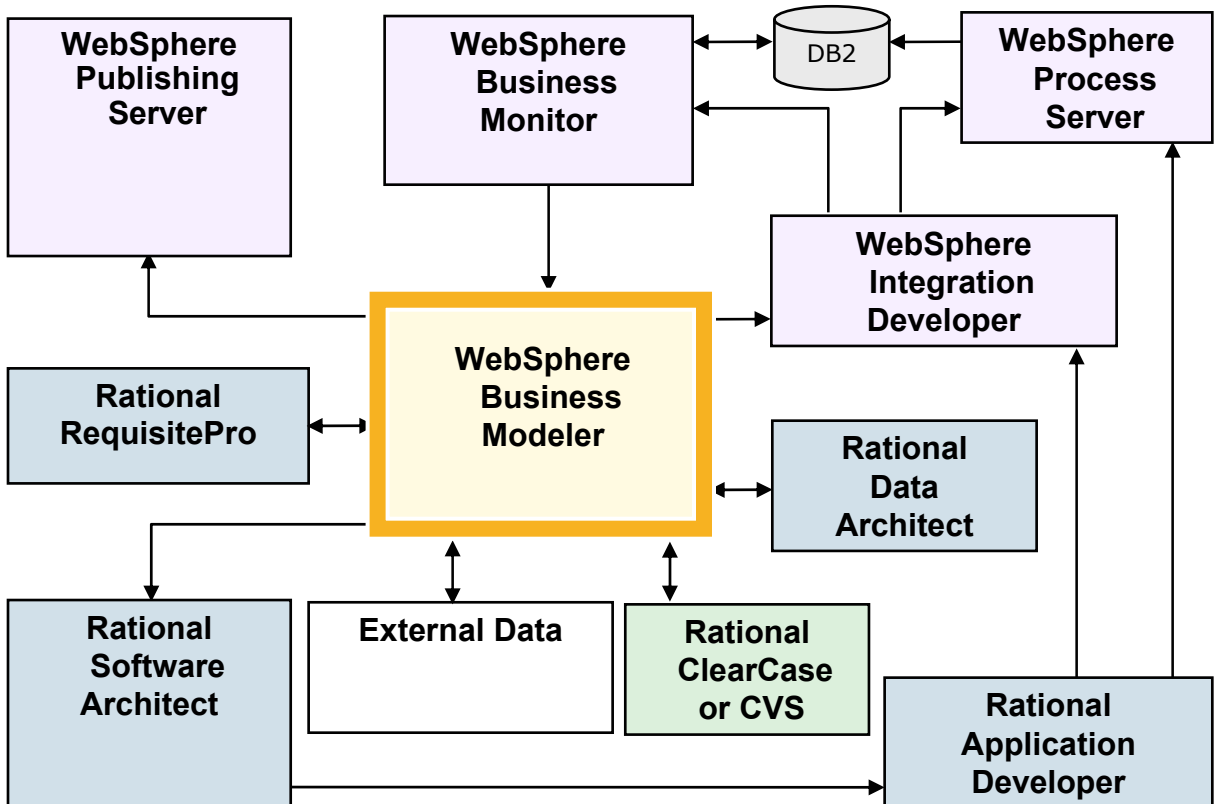 WebSphere
Publishing
Server
WebSphere
Business
Monitor
DB2
WebSphere
Process
Server
WebSphere
Integration
Developer
WebSphere
Business
Modeler
Rational
RequisitePro
Rational
Data
Architect
Rational
Software
Architect
External Data
Rational
ClearCase
or CVS
Rational
Application
Developer